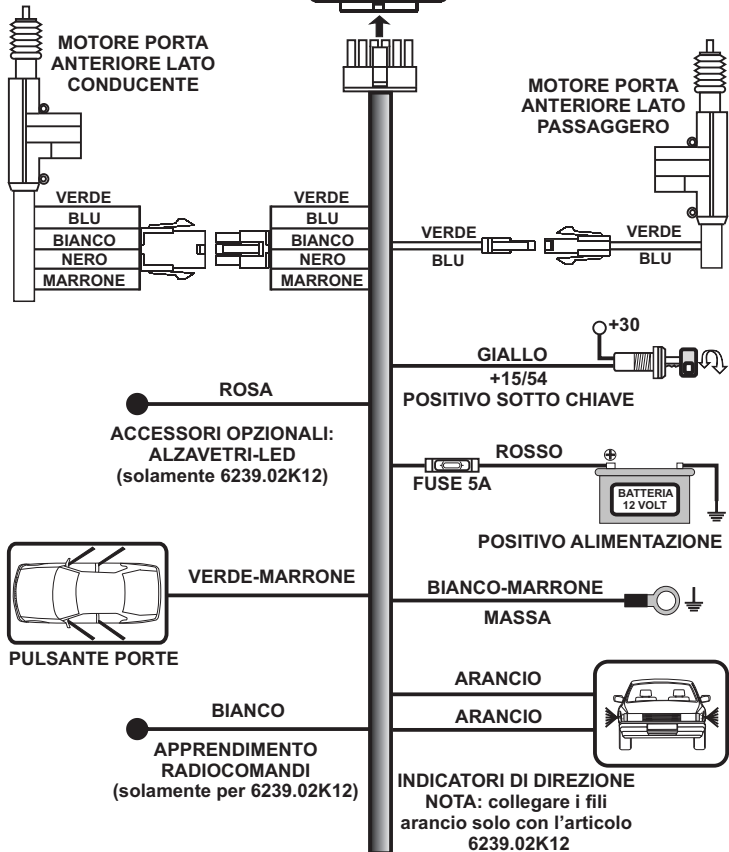 MOTORE PORTA
ANTERIORE LATO
CONDUCENTE
MOTORE PORTA
ANTERIORE LATO
PASSAGGERO
VERDE
BLU
BIANCO
NERO
MARRONE
VERDE
BLU
BIANCO
NERO
MARRONE
VERDE
BLU
VERDE
BLU
+30
GIALLO
+15/54
POSITIVO SOTTO CHIAVE
ROSA
ACCESSORI OPZIONALI:
ALZAVETRI-LED
(solamente 6239.02K12)
ROSSO
FUSE 5A
BATTERIA
12 VOLT
POSITIVO ALIMENTAZIONE
VERDE-MARRONE
PULSANTE PORTE
BIANCO-MARRONE
MASSA
ARANCIO
ARANCIO
BIANCO
APPRENDIMENTO
RADIOCOMANDI
(solamente per 6239.02K12)
INDICATORI DI DIREZIONE
NOTA: collegare i fili
arancio solo con l'articolo
6239.02K12